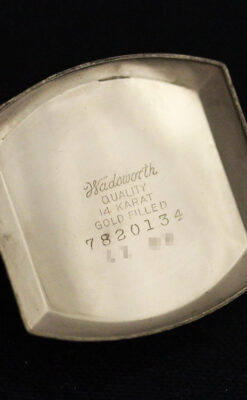 Wadsworth
QUALITY
14 KARAT
GOLD FILLED
7820134